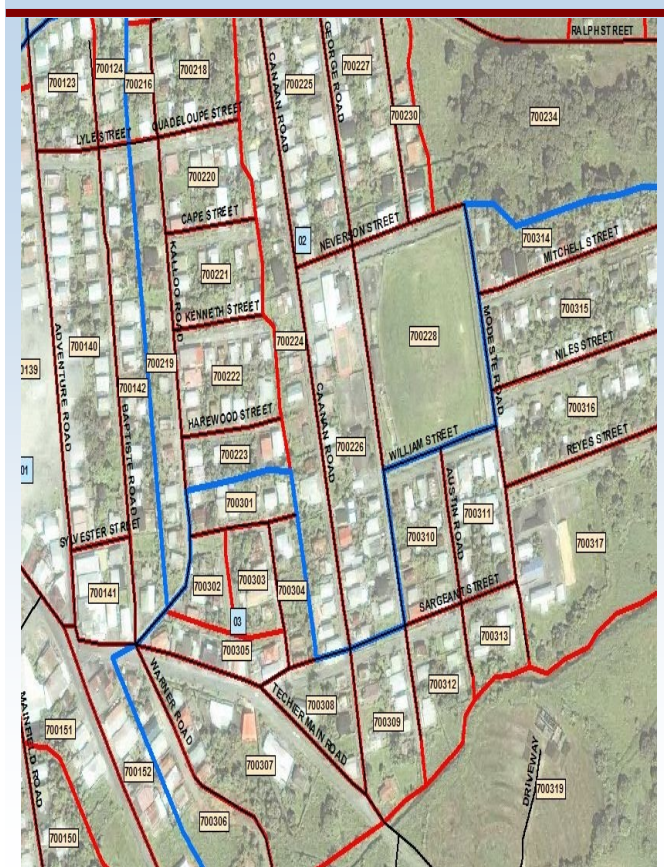 RALPH STREET
GEORGE ROAD
CANAAN ROAD
700123
700124
700216
700218
700225
700227
700230
700234
LYLE STREET
GUADELOUPE STREET
700220
CAPE STREET
NEVERSON STREET
02
700314
MITCHELL STREET
KALLOO ROAD
700221
KENNETH STREET
700224
700228
MODESTE ROAD
700315
NILES STREET
ADVENTURE ROAD
700139
700140
700142
700219
700222
BAPTISTE ROAD
HAREWOOD STREET
CAANAN ROAD
700316
REYES STREET
01
700223
700226
WILLIAM STREET
700301
AUSTIN ROAD
700311
700310
700317
SYLVESTER STREET
700141
700302
700303
700304
03
700305
SARGEANT STREET
700313
WARNER ROAD
TECHIER MAIN ROAD
700308
700309
700312
MAINFIELD ROAD
700151
700152
700307
700306
DRIVEWAY
700319
700150